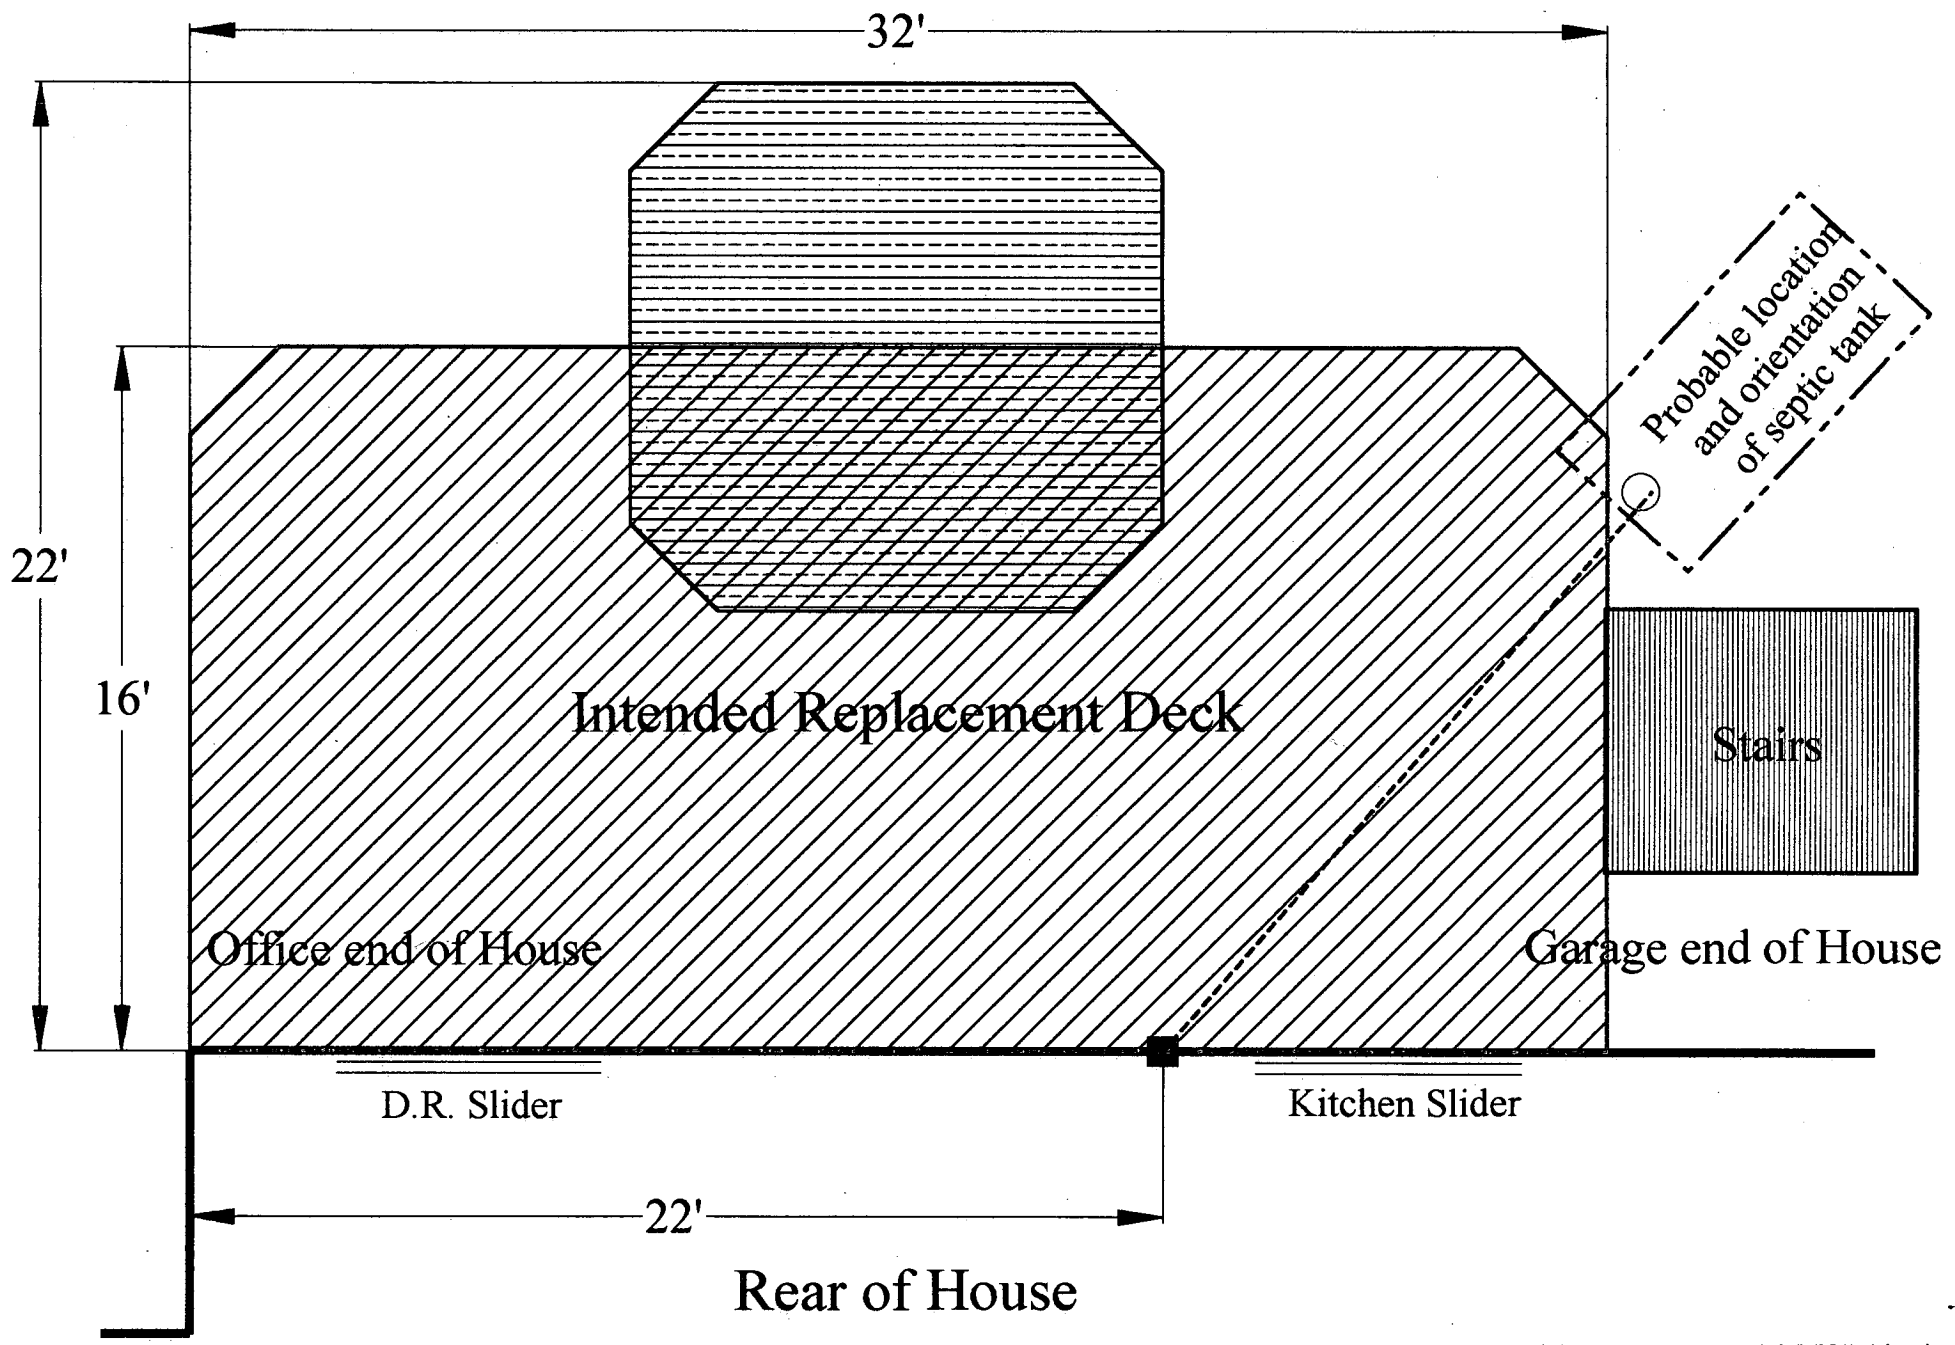 32'
Probable location
and orientation
of septic tank
22'
16'
Intended Replacement Deck
Stairs
Office end of House
Garage end of House
D.R. Slider
Kitchen Slider
22'
Rear of House